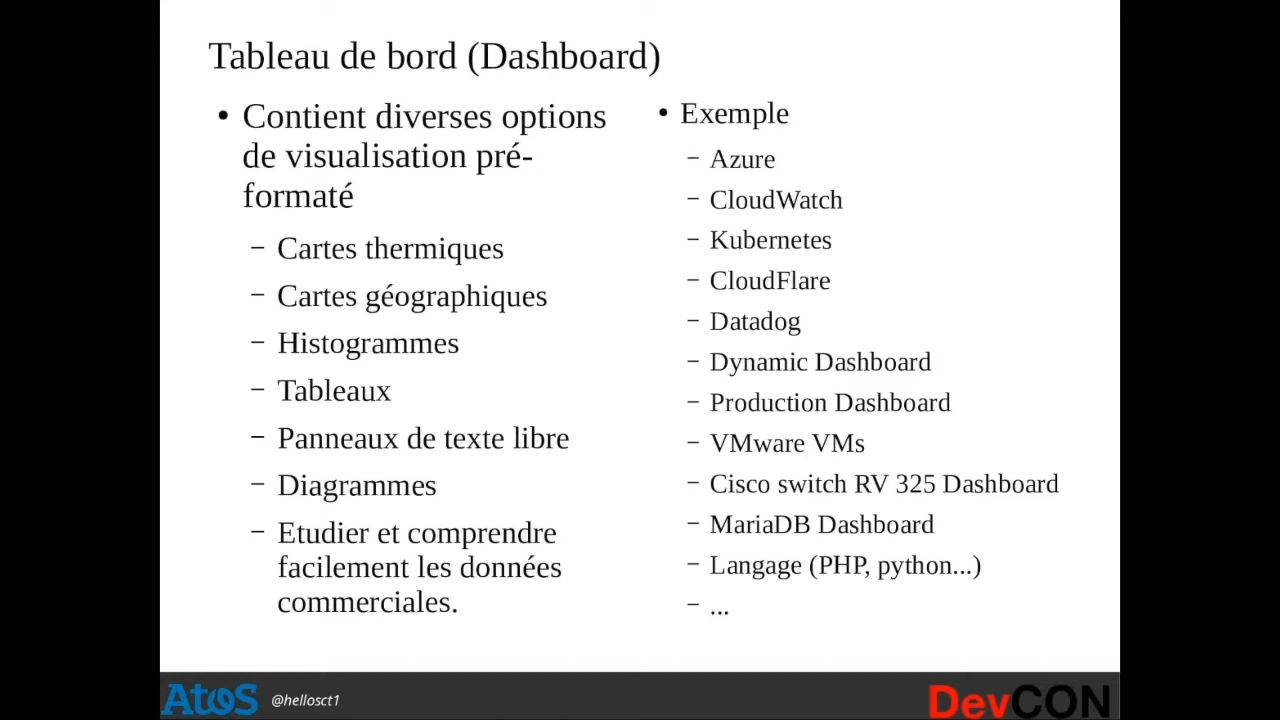 Tableau de bord (Dashboard)
• Contient diverses options
de visualisation pré-
formaté
– Cartes thermiques
– Cartes géographiques
– Histogrammes
– Tableaux
– Panneaux de texte libre
– Diagrammes
– Etudier et comprendre
facilement les données
commerciales.
• Exemple
– Azure
– CloudWatch
– Kubernetes
– CloudFlare
– Datadog
– Dynamic Dashboard
– Production Dashboard
– VMware VMs
– Cisco switch RV 325 Dashboard
– MariaDB Dashboard
– Langage (PHP, python...)
– ...
Atos @hellosct1 DevCON